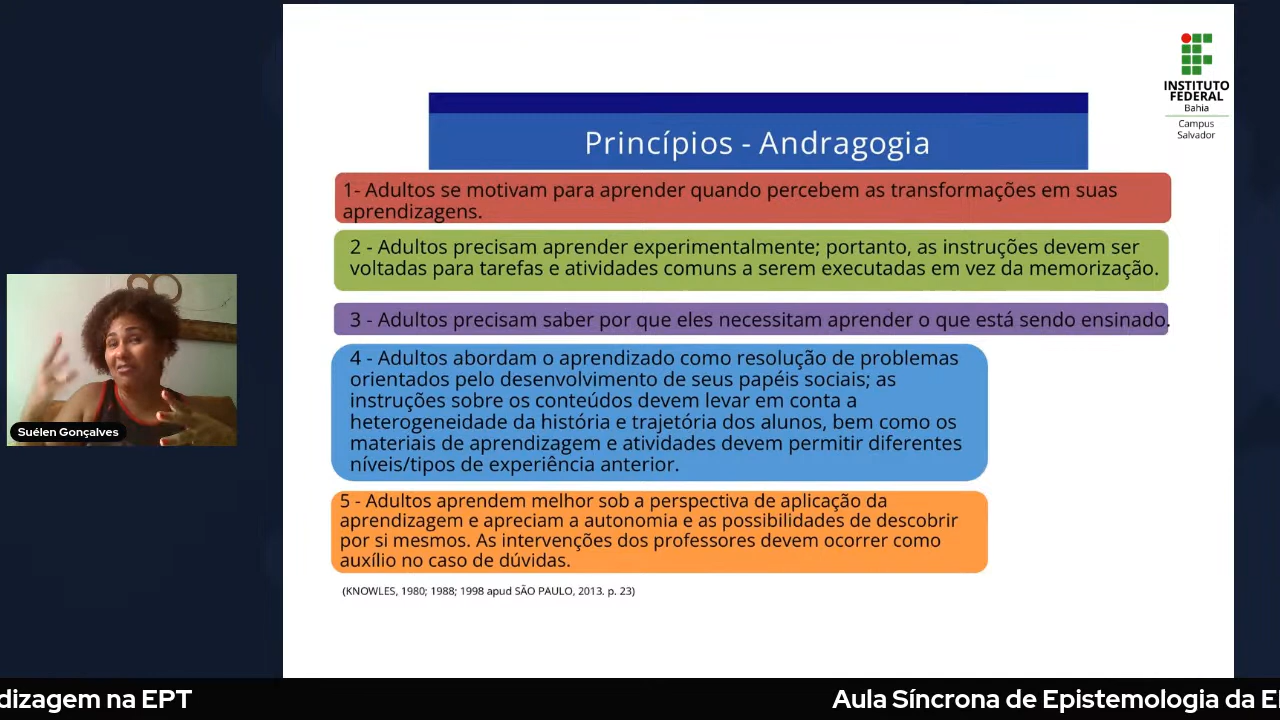 INSTITUTO
FEDERAL
Bahia
Campus
Salvador
Princípios - Andragogia
1- Adultos se motivam para aprender quando percebem as transformações em suas
aprendizagens.
2 - Adultos precisam aprender experimentalmente; portanto, as instruções devem ser
voltadas para tarefas e atividades comuns a serem executadas em vez da memorização.
3 - Adultos precisam saber por que eles necessitam aprender o que está sendo ensinado.
4 - Adultos abordam o aprendizado como resolução de problemas
orientados pelo desenvolvimento de seus papéis sociais; as
instruções sobre os conteúdos devem levar em conta a
heterogeneidade da história e trajetória dos alunos, bem como os
materiais de aprendizagem e atividades devem permitir diferentes
níveis/tipos de experiência anterior.
5 - Adultos aprendem melhor sob a perspectiva de aplicação da
aprendizagem e apreciam a autonomia e as possibilidades de descobrir
por si mesmos. As intervenções dos professores devem ocorrer como
auxílio no caso de dúvidas.
(KNOWLES, 1980; 1988; 1998 apud SÃO PAULO, 2013. p. 23)
Suélen Gonçalves
dizagem na EPT
Aula Síncrona de Epistemologia da